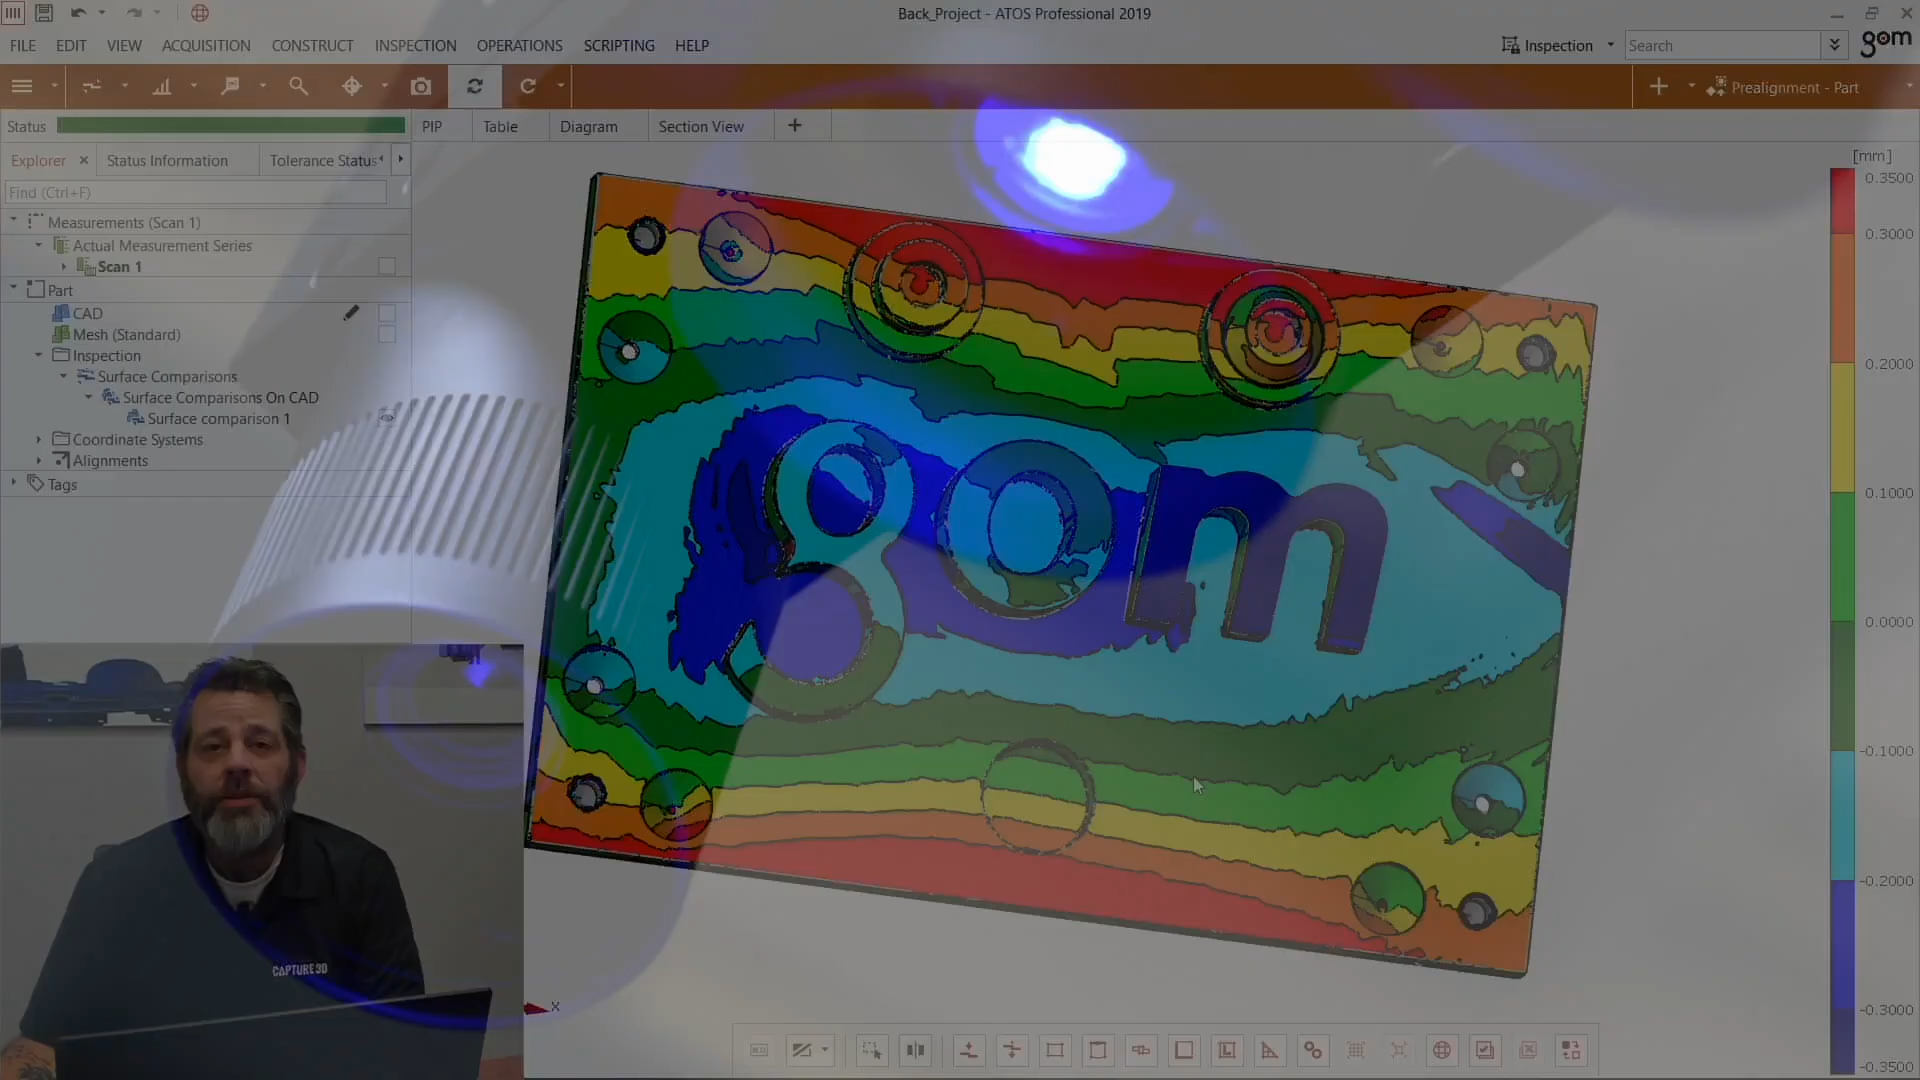 Back_Project - ATOS Professional 2019
FILE EDIT VIEW ACQUISITION CONSTRUCT INSPECTION OPERATIONS SCRIPTING HELP
Inspection Search gom
Prealignment - Part
Status PIP Table Diagram Section View +
Explorer Status Information Tolerance Status
Find (Ctrl+F)
Measurements (Scan 1)
Actual Measurement Series
Scan 1
Part
CAD
Mesh (Standard)
Inspection
Surface Comparisons
Surface Comparisons On CAD
Surface comparison 1
Coordinate Systems
Alignments
Tags
[mm]
0.3500
0.3000
0.2000
0.1000
0.0000
-0.1000
-0.2000
-0.3000
-0.3500
gom
CAPTURE 3D
X